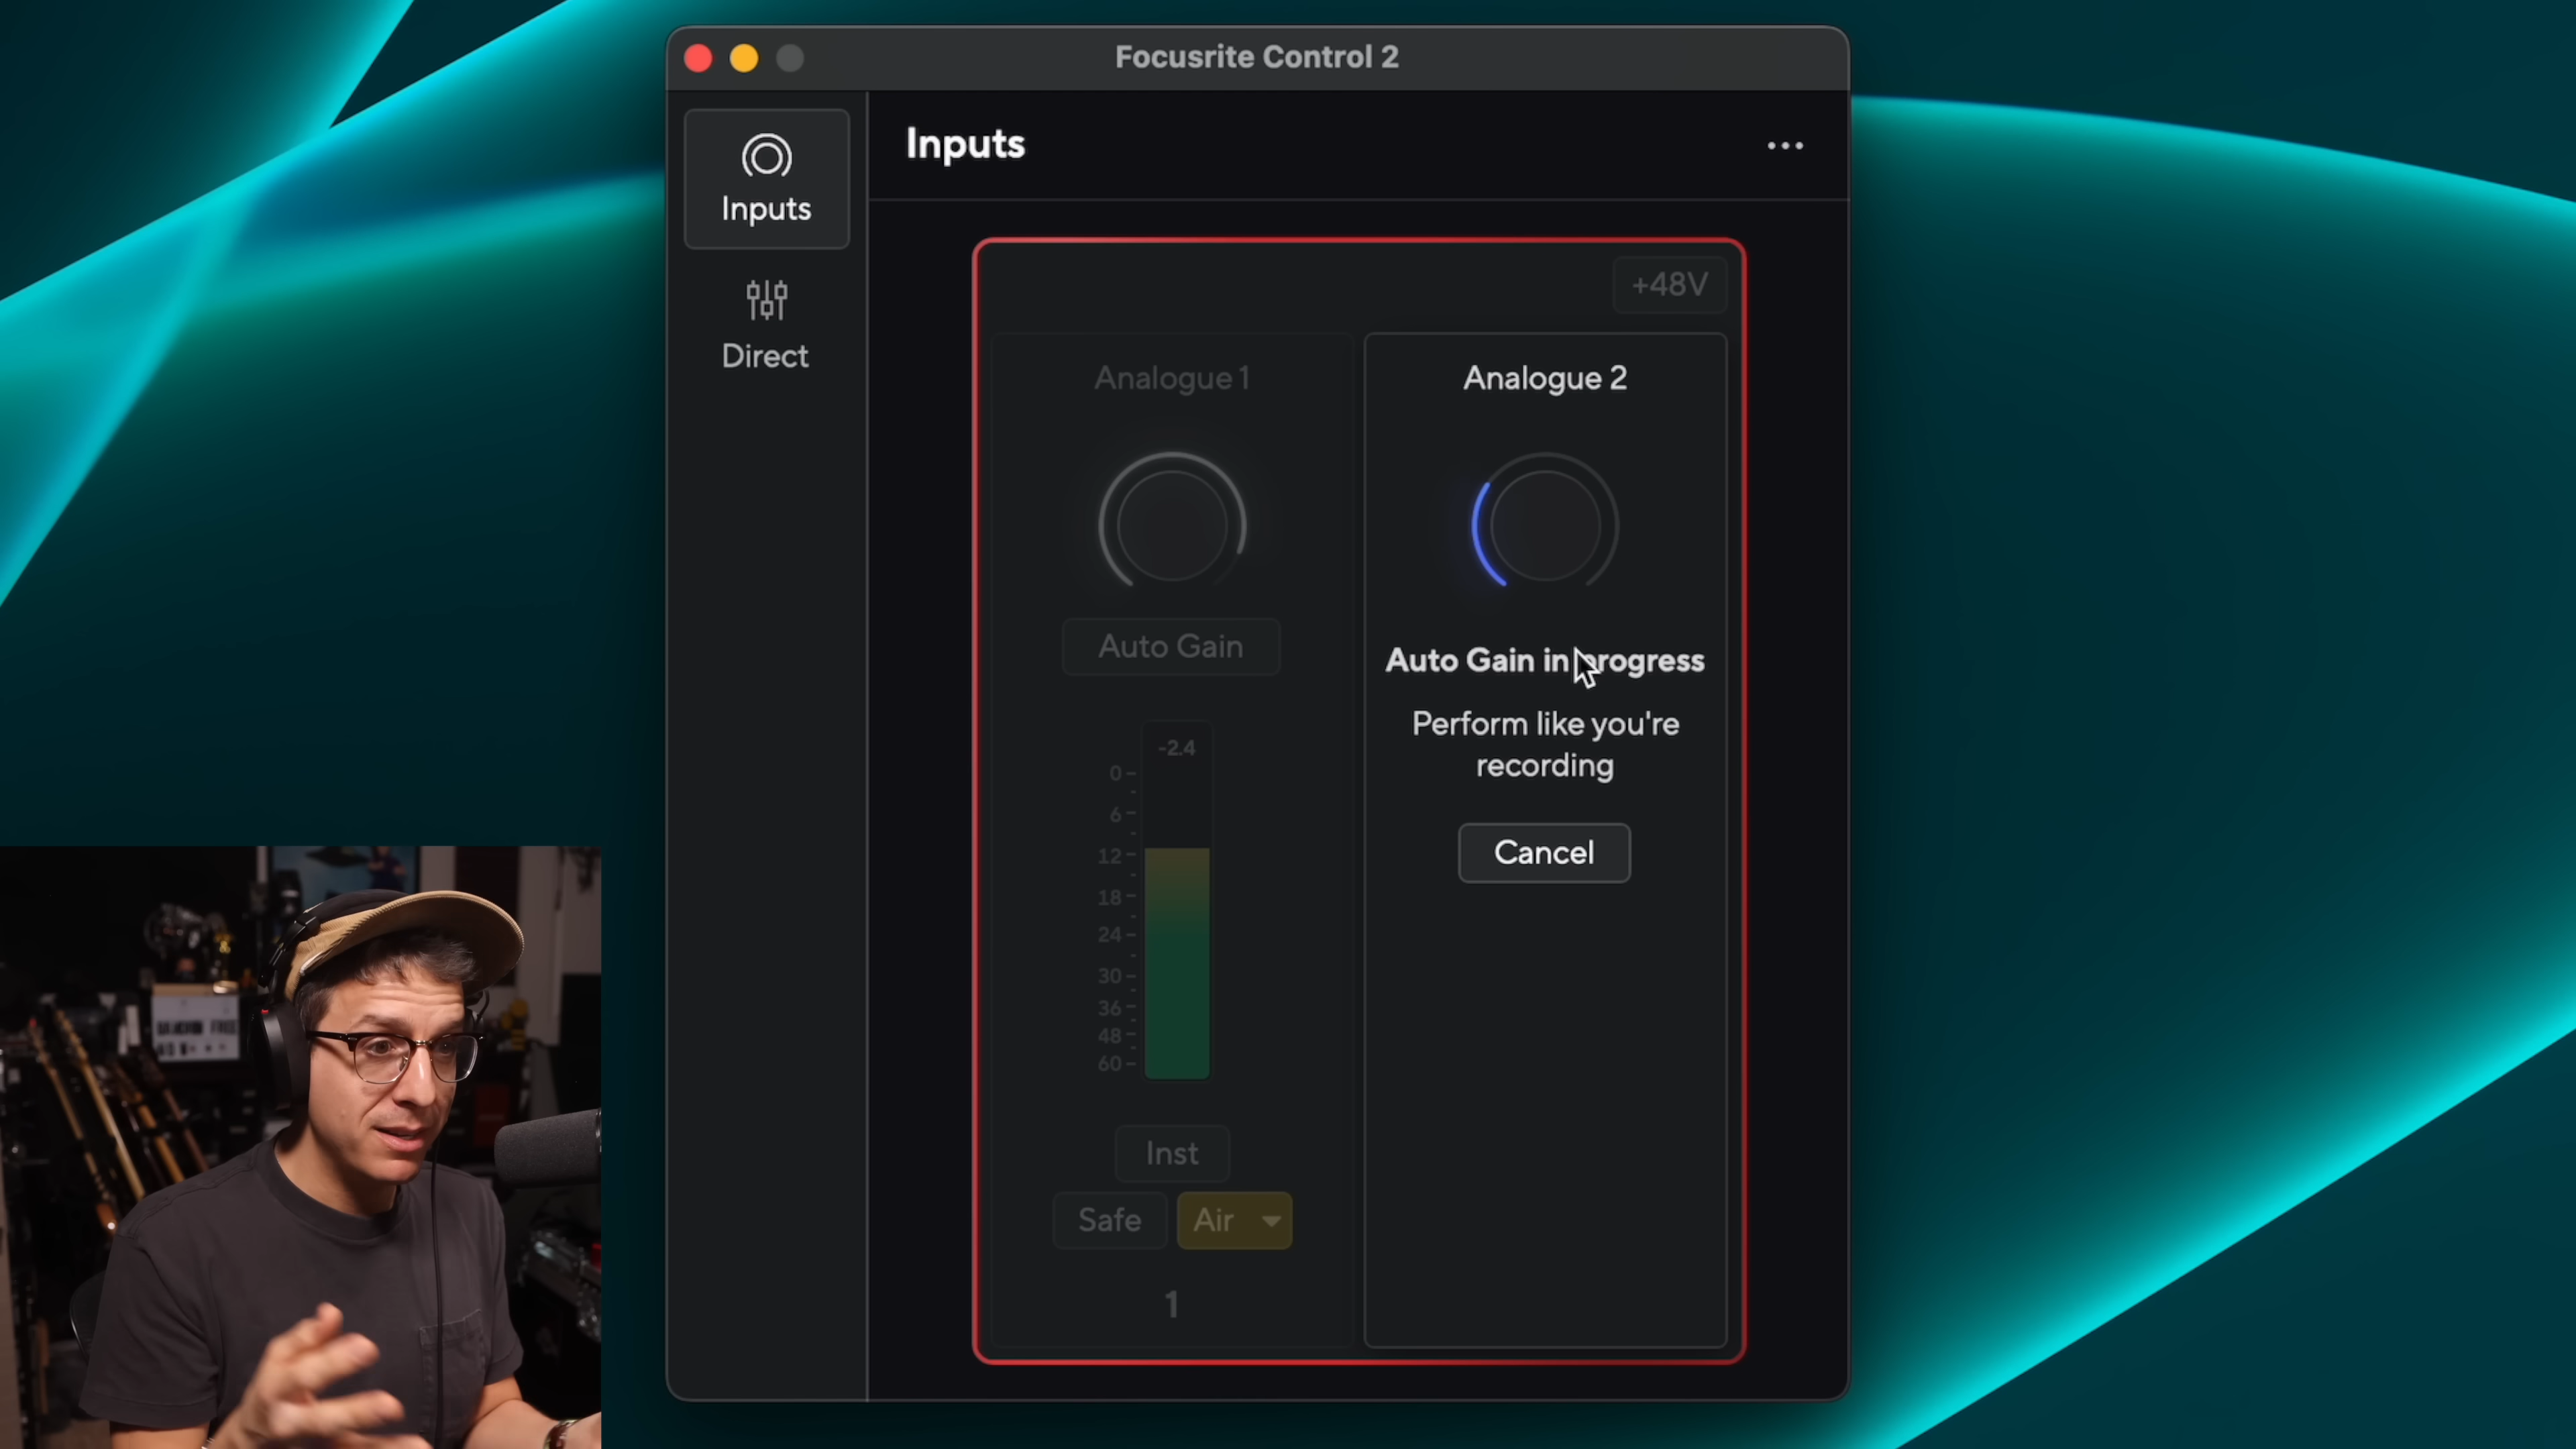 Focusrite Control 2
Inputs
Direct
Inputs
+48V
Analogue 1
Auto Gain
-2.4
0
6
12
18
24
30
36
48
60
Inst
Safe
Air
1
Analogue 2
Auto Gain in progress
Perform like you're
recording
Cancel